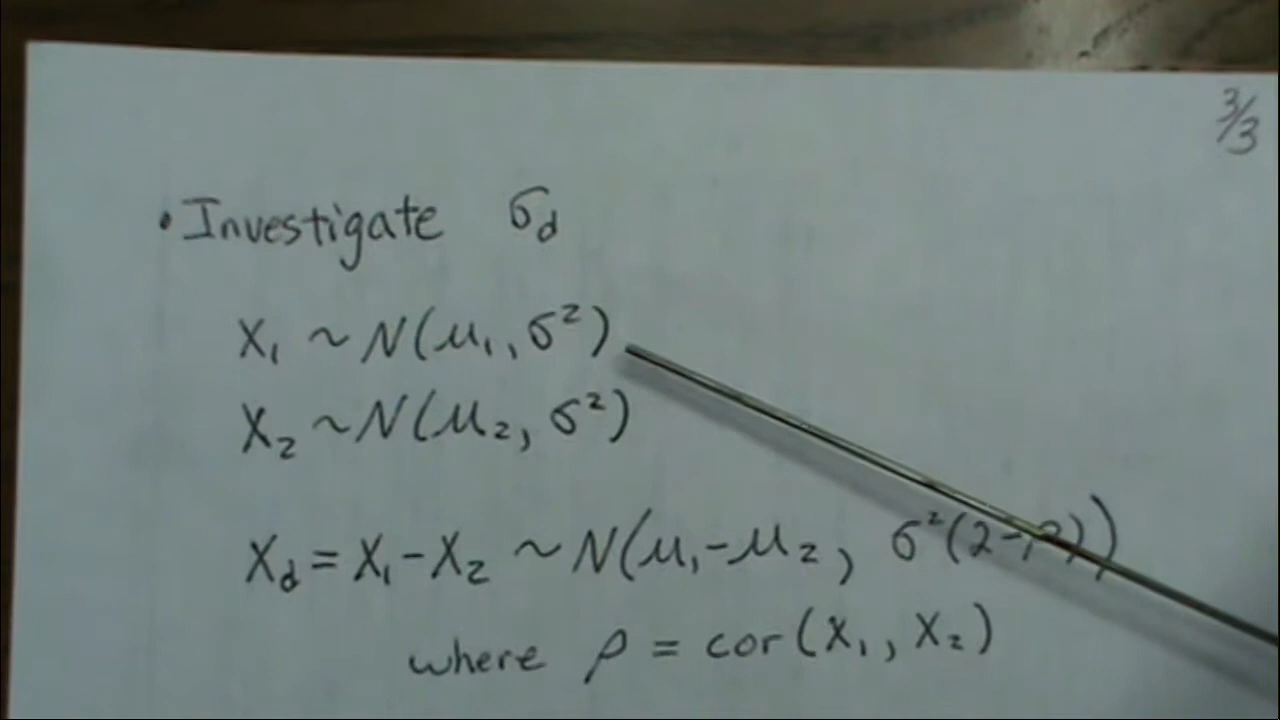 3/3
• Investigate σd
X₁ ~ N(μ₁, σ²)
X₂ ~ N(μ₂, σ²)
Xd = X₁ - X₂ ~ N(μ₁ - μ₂, σ²(2-ρ))
where ρ = cor(X₁, X₂)